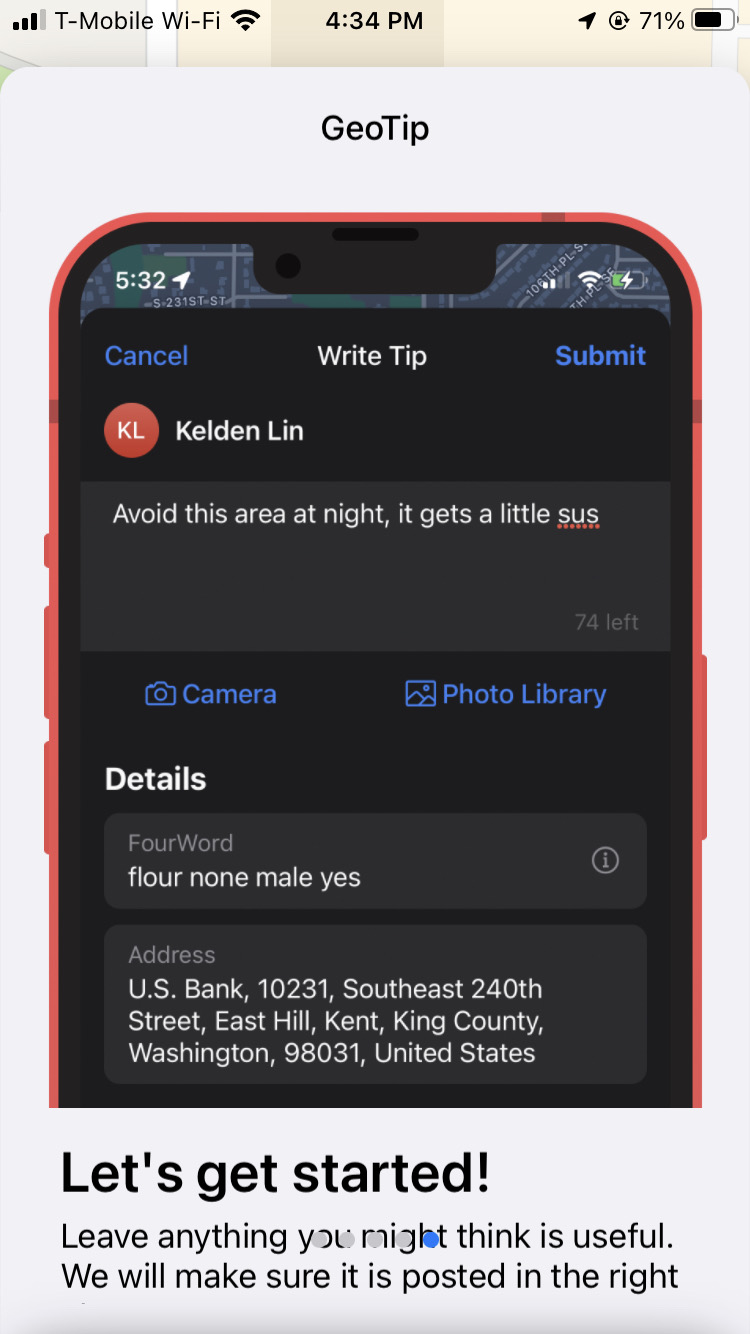 T-Mobile Wi-Fi 4:34 PM 71%
GeoTip
5:32
S 231ST ST
106TH PL SE
TH PL SE
Cancel Write Tip Submit
KL Kelden Lin
Avoid this area at night, it gets a little sus
74 left
Camera Photo Library
Details
FourWord
flour none male yes
Address
U.S. Bank, 10231, Southeast 240th
Street, East Hill, Kent, King County,
Washington, 98031, United States
Let's get started!
Leave anything you might think is useful.
We will make sure it is posted in the right